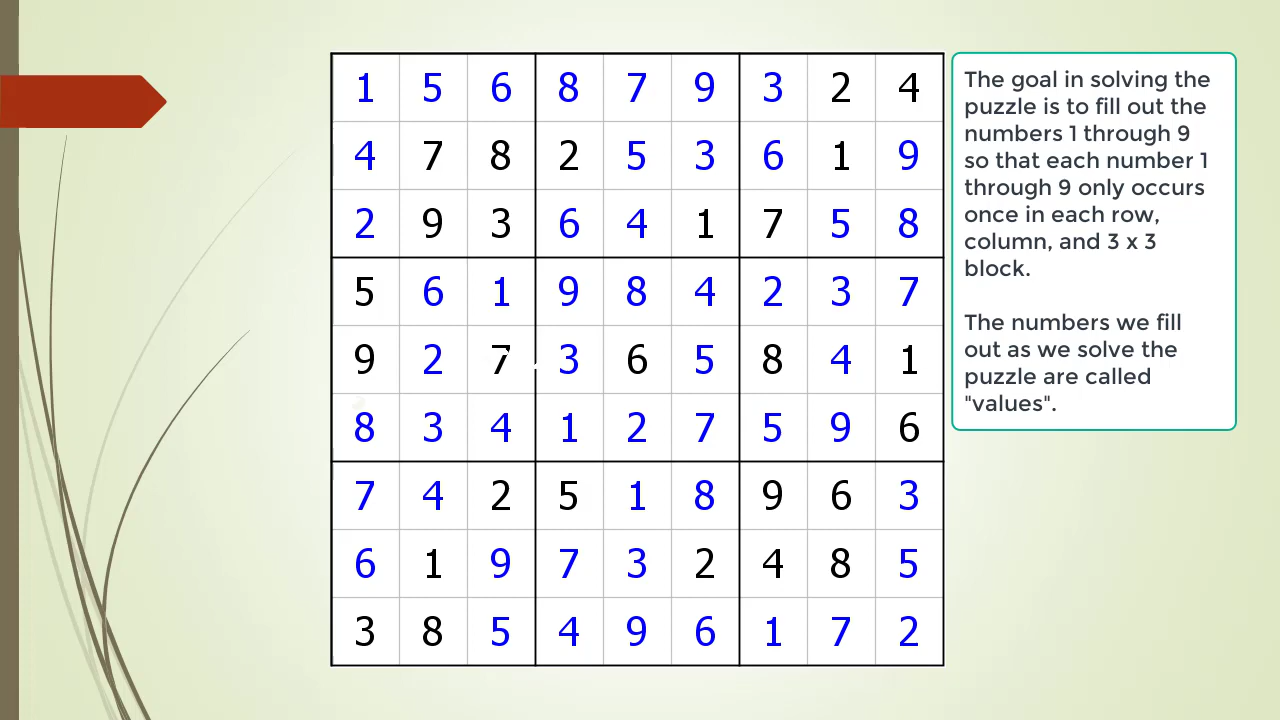 1 5 6 8 7 9 3 2 4
4 7 8 2 5 3 6 1 9
2 9 3 6 4 1 7 5 8
5 6 1 9 8 4 2 3 7
9 2 7 3 6 5 8 4 1
8 3 4 1 2 7 5 9 6
7 4 2 5 1 8 9 6 3
6 1 9 7 3 2 4 8 5
3 8 5 4 9 6 1 7 2
The goal in solving the
puzzle is to fill out the
numbers 1 through 9
so that each number 1
through 9 only occurs
once in each row,
column, and 3 x 3
block.
The numbers we fill
out as we solve the
puzzle are called
"values".